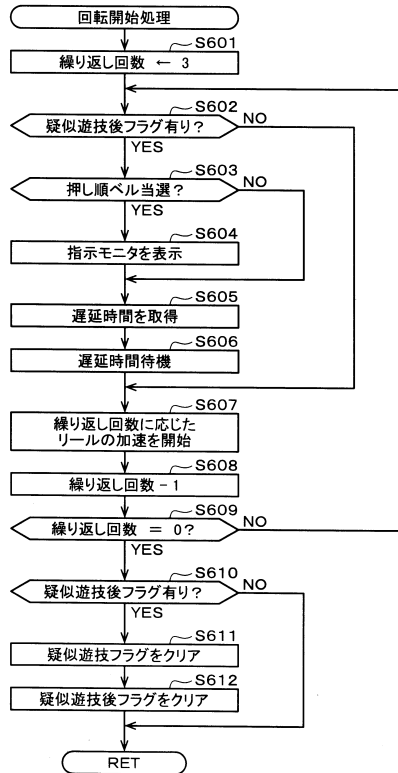 回転開始処理
S601
繰り返し回数 ← 3
S602
疑似遊技後フラグ有り?
NO
YES
S603
押し順ベル当選?
NO
YES
S604
指示モニタを表示
S605
遅延時間を取得
S606
遅延時間待機
S607
繰り返し回数に応じた
リールの加速を開始
S608
繰り返し回数 - 1
S609
繰り返し回数 = 0?
NO
YES
S610
疑似遊技後フラグ有り?
NO
YES
S611
疑似遊技フラグをクリア
S612
疑似遊技後フラグをクリア
RET